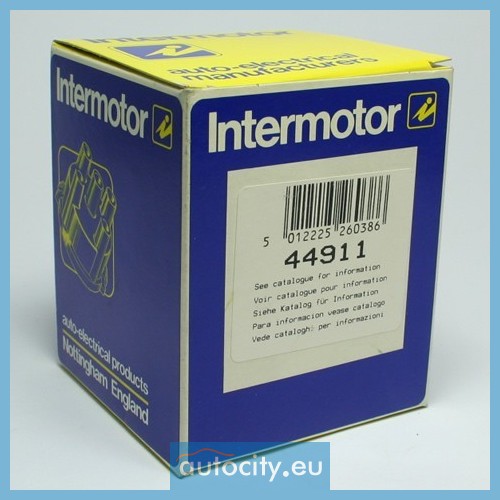 auto-electrical
manufacturers
Intermotor
auto-electrical products
Nottingham England
Intermotor
5 012225 260386
44911
See catalogue for information
Voir catalogue pour information
Siehe Katalog für Information
Para informacion vease catalogo
Vede cataloghi per informazioni
autocity.eu